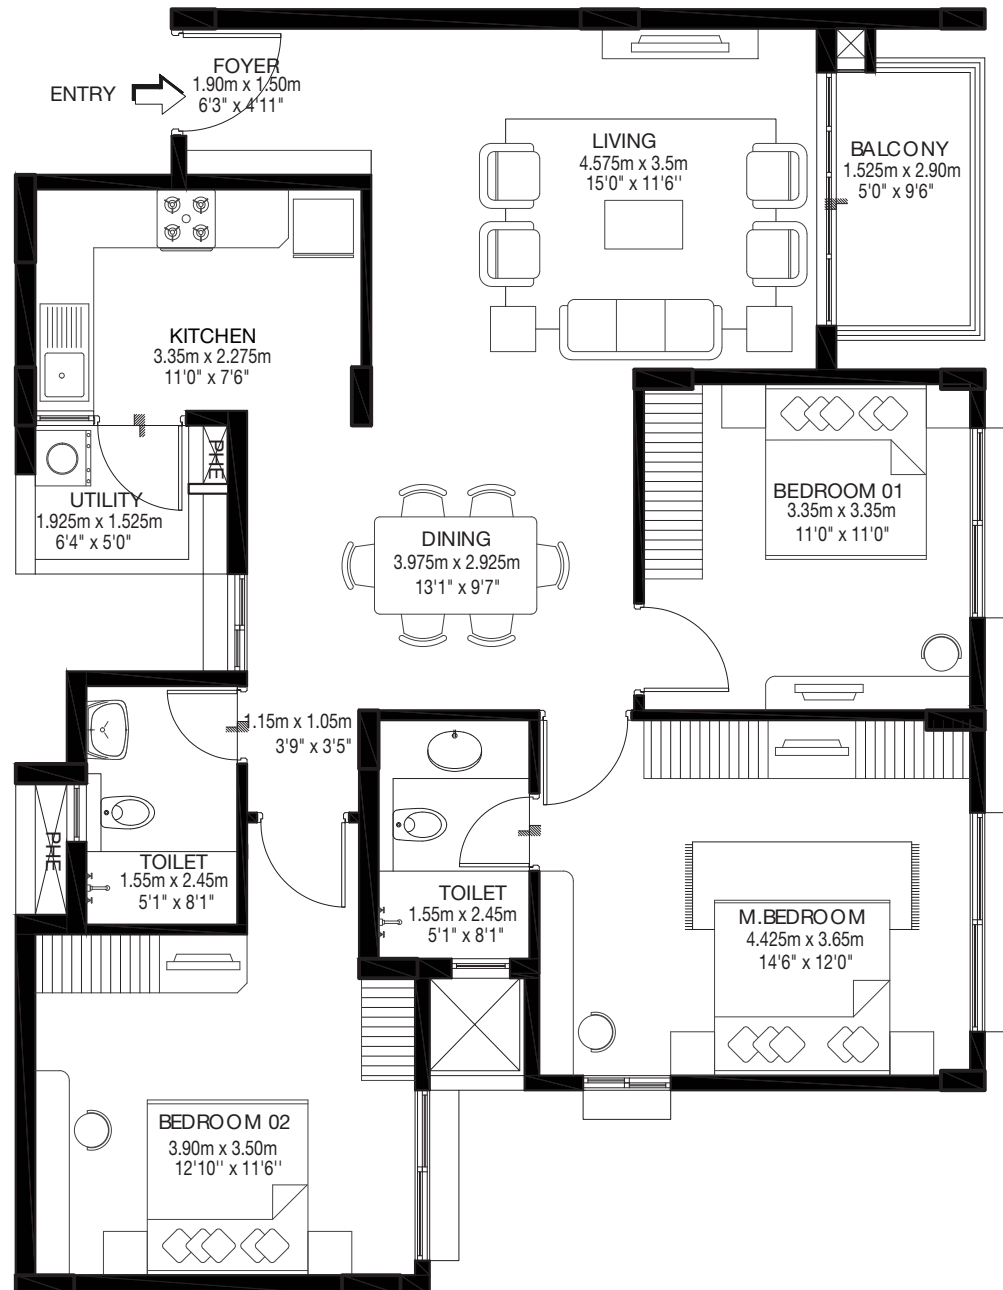 FOYER
1.90m x 1.50m
6'3" x 4'11"
ENTRY
LIVING
4.575m x 3.5m
15'0" x 11'6''
BALCONY
1.525m x 2.90m
5'0" x 9'6"
KITCHEN
3.35m x 2.275m
11'0" x 7'6"
PHE
UTILITY
1.925m x 1.525m
6'4" x 5'0"
DINING
3.975m x 2.925m
13'1" x 9'7"
BEDROOM 01
3.35m x 3.35m
11'0" x 11'0"
1.15m x 1.05m
3'9" x 3'5"
PHE
TOILET
1.55m x 2.45m
5'1" x 8'1"
TOILET
1.55m x 2.45m
5'1" x 8'1"
M.BEDROOM
4.425m x 3.65m
14'6" x 12'0"
BEDROOM 02
3.90m x 3.50m
12'10'' x 11'6''